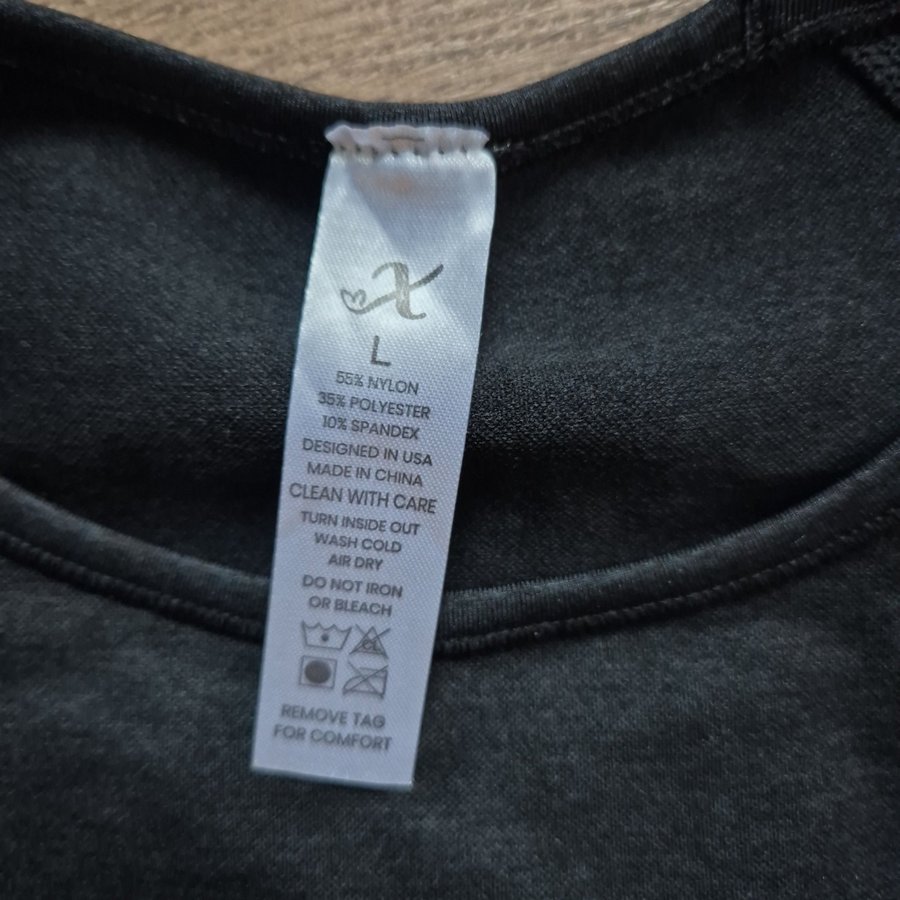 X
L
55% NYLON
35% POLYESTER
10% SPANDEX
DESIGNED IN USA
MADE IN CHINA
CLEAN WITH CARE
TURN INSIDE OUT
WASH COLD
AIR DRY
DO NOT IRON
OR BLEACH
CL
REMOVE TAG
FOR COMFORT